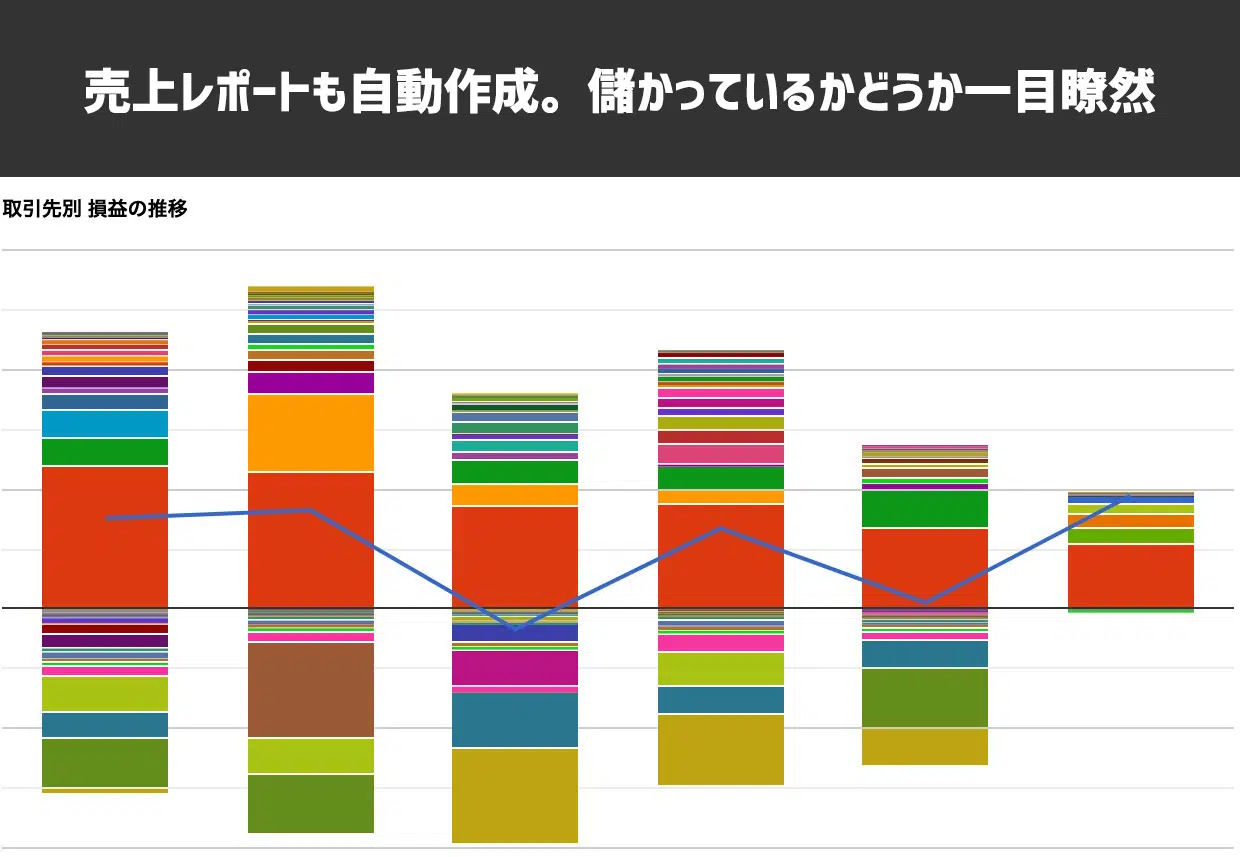 売上レポートも自動作成。儲かっているかどうか一目瞭然
取引先別 損益の推移